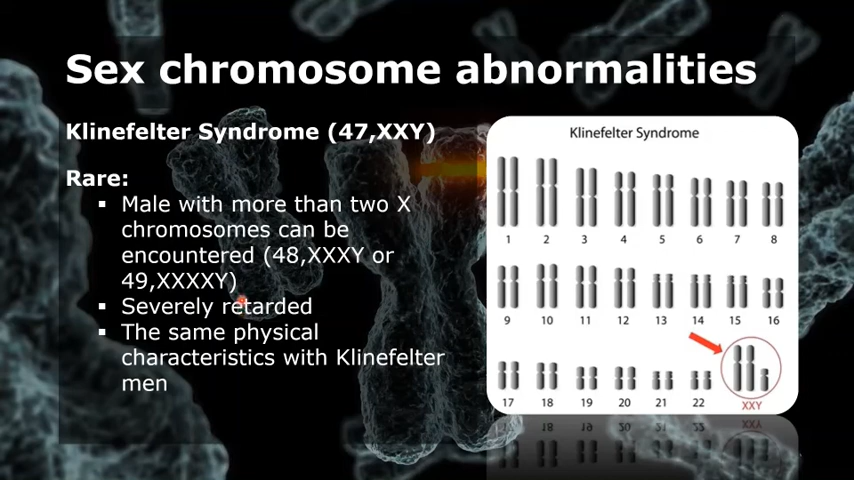 Sex chromosome abnormalities
Klinefelter Syndrome (47,XXY)
Rare:
▪ Male with more than two X
chromosomes can be
encountered (48,XXXY or
49,XXXXY)
▪ Severely retarded
▪ The same physical
characteristics with Klinefelter
men
Klinefelter Syndrome
1 2 3 4 5 6 7 8
9 10 11 12 13 14 15 16
17 18 19 20 21 22 XXY